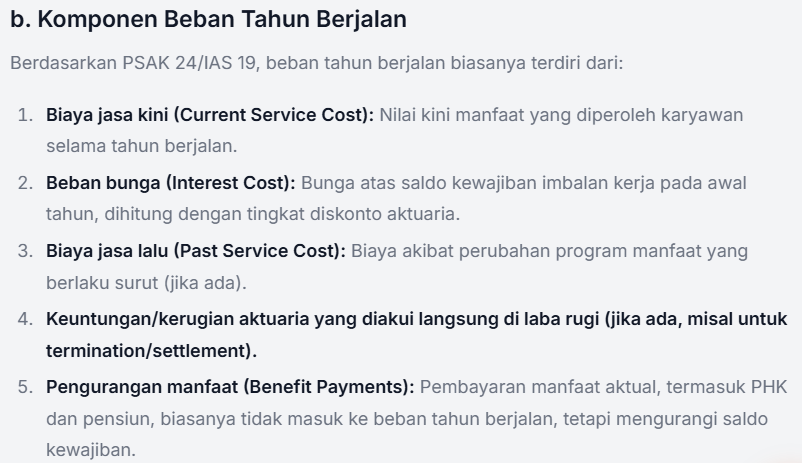 b. Komponen Beban Tahun Berjalan
Berdasarkan PSAK 24/IAS 19, beban tahun berjalan biasanya terdiri dari:
1. Biaya jasa kini (Current Service Cost): Nilai kini manfaat yang diperoleh karyawan
selama tahun berjalan.
2. Beban bunga (Interest Cost): Bunga atas saldo kewajiban imbalan kerja pada awal
tahun, dihitung dengan tingkat diskonto aktuaria.
3. Biaya jasa lalu (Past Service Cost): Biaya akibat perubahan program manfaat yang
berlaku surut (jika ada).
4. Keuntungan/kerugian aktuaria yang diakui langsung di laba rugi (jika ada, misal untuk
termination/settlement).
5. Pengurangan manfaat (Benefit Payments): Pembayaran manfaat aktual, termasuk PHK
dan pensiun, biasanya tidak masuk ke beban tahun berjalan, tetapi mengurangi saldo
kewajiban.